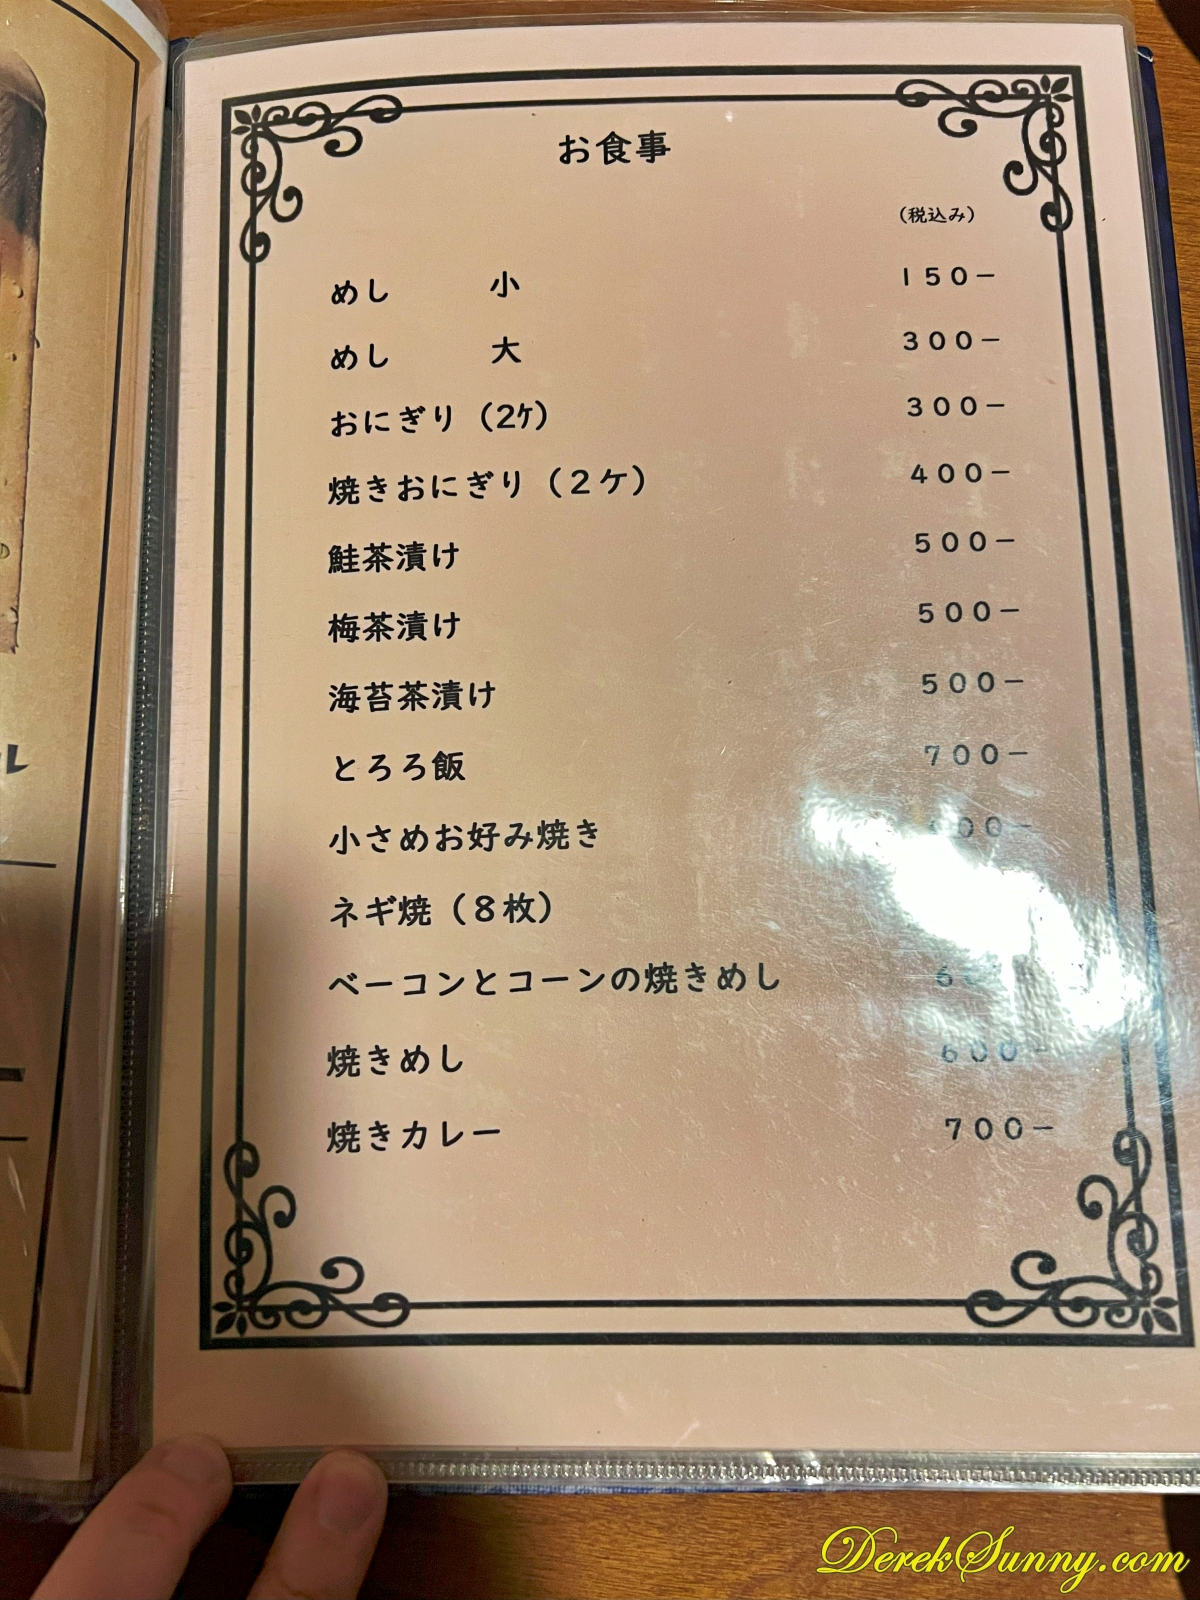 お食事
(税込み)
めし 小 150−
めし 大 300−
おにぎり (2ケ) 300−
焼きおにぎり (2ケ) 400−
鮭茶漬け 500−
梅茶漬け 500−
海苔茶漬け 500−
とろろ飯 700−
小さめお好み焼き
ネギ焼 (8枚)
ベーコンとコーンの焼きめし
焼きめし 600−
焼きカレー 700−
DerekSunny.com